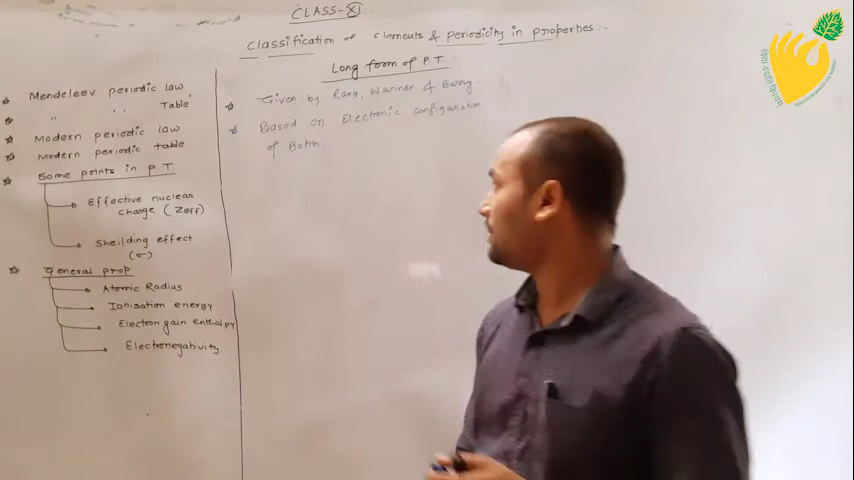 CLASS-XI
Classification of elements & periodicity in properties:-
Long form of P.T.:-
Mendeleev periodic law
" " Table
Modern periodic law
Modern periodic table
Some points in P.T
Effective nuclear
charge (Zeff)
Sheilding effect
(σ)
General prop
Atomic Radius
Ionisation energy
Electron gain enthalpy
Electronegativity
Given by Rang, Warner &
Based on Electronic configuration
of Bohr